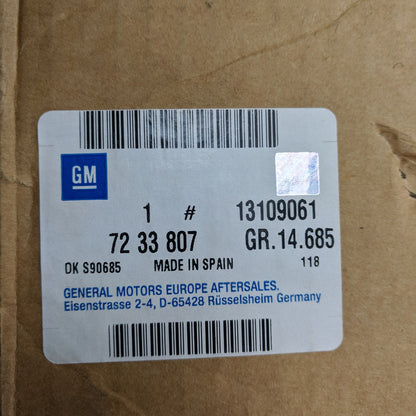 GM
1 # 13109061
72 33 807 GR.14.685
OK S90685 MADE IN SPAIN 118
GENERAL MOTORS EUROPE AFTERSALES.
Eisenstrasse 2-4, D-65428 Rüsselsheim Germany